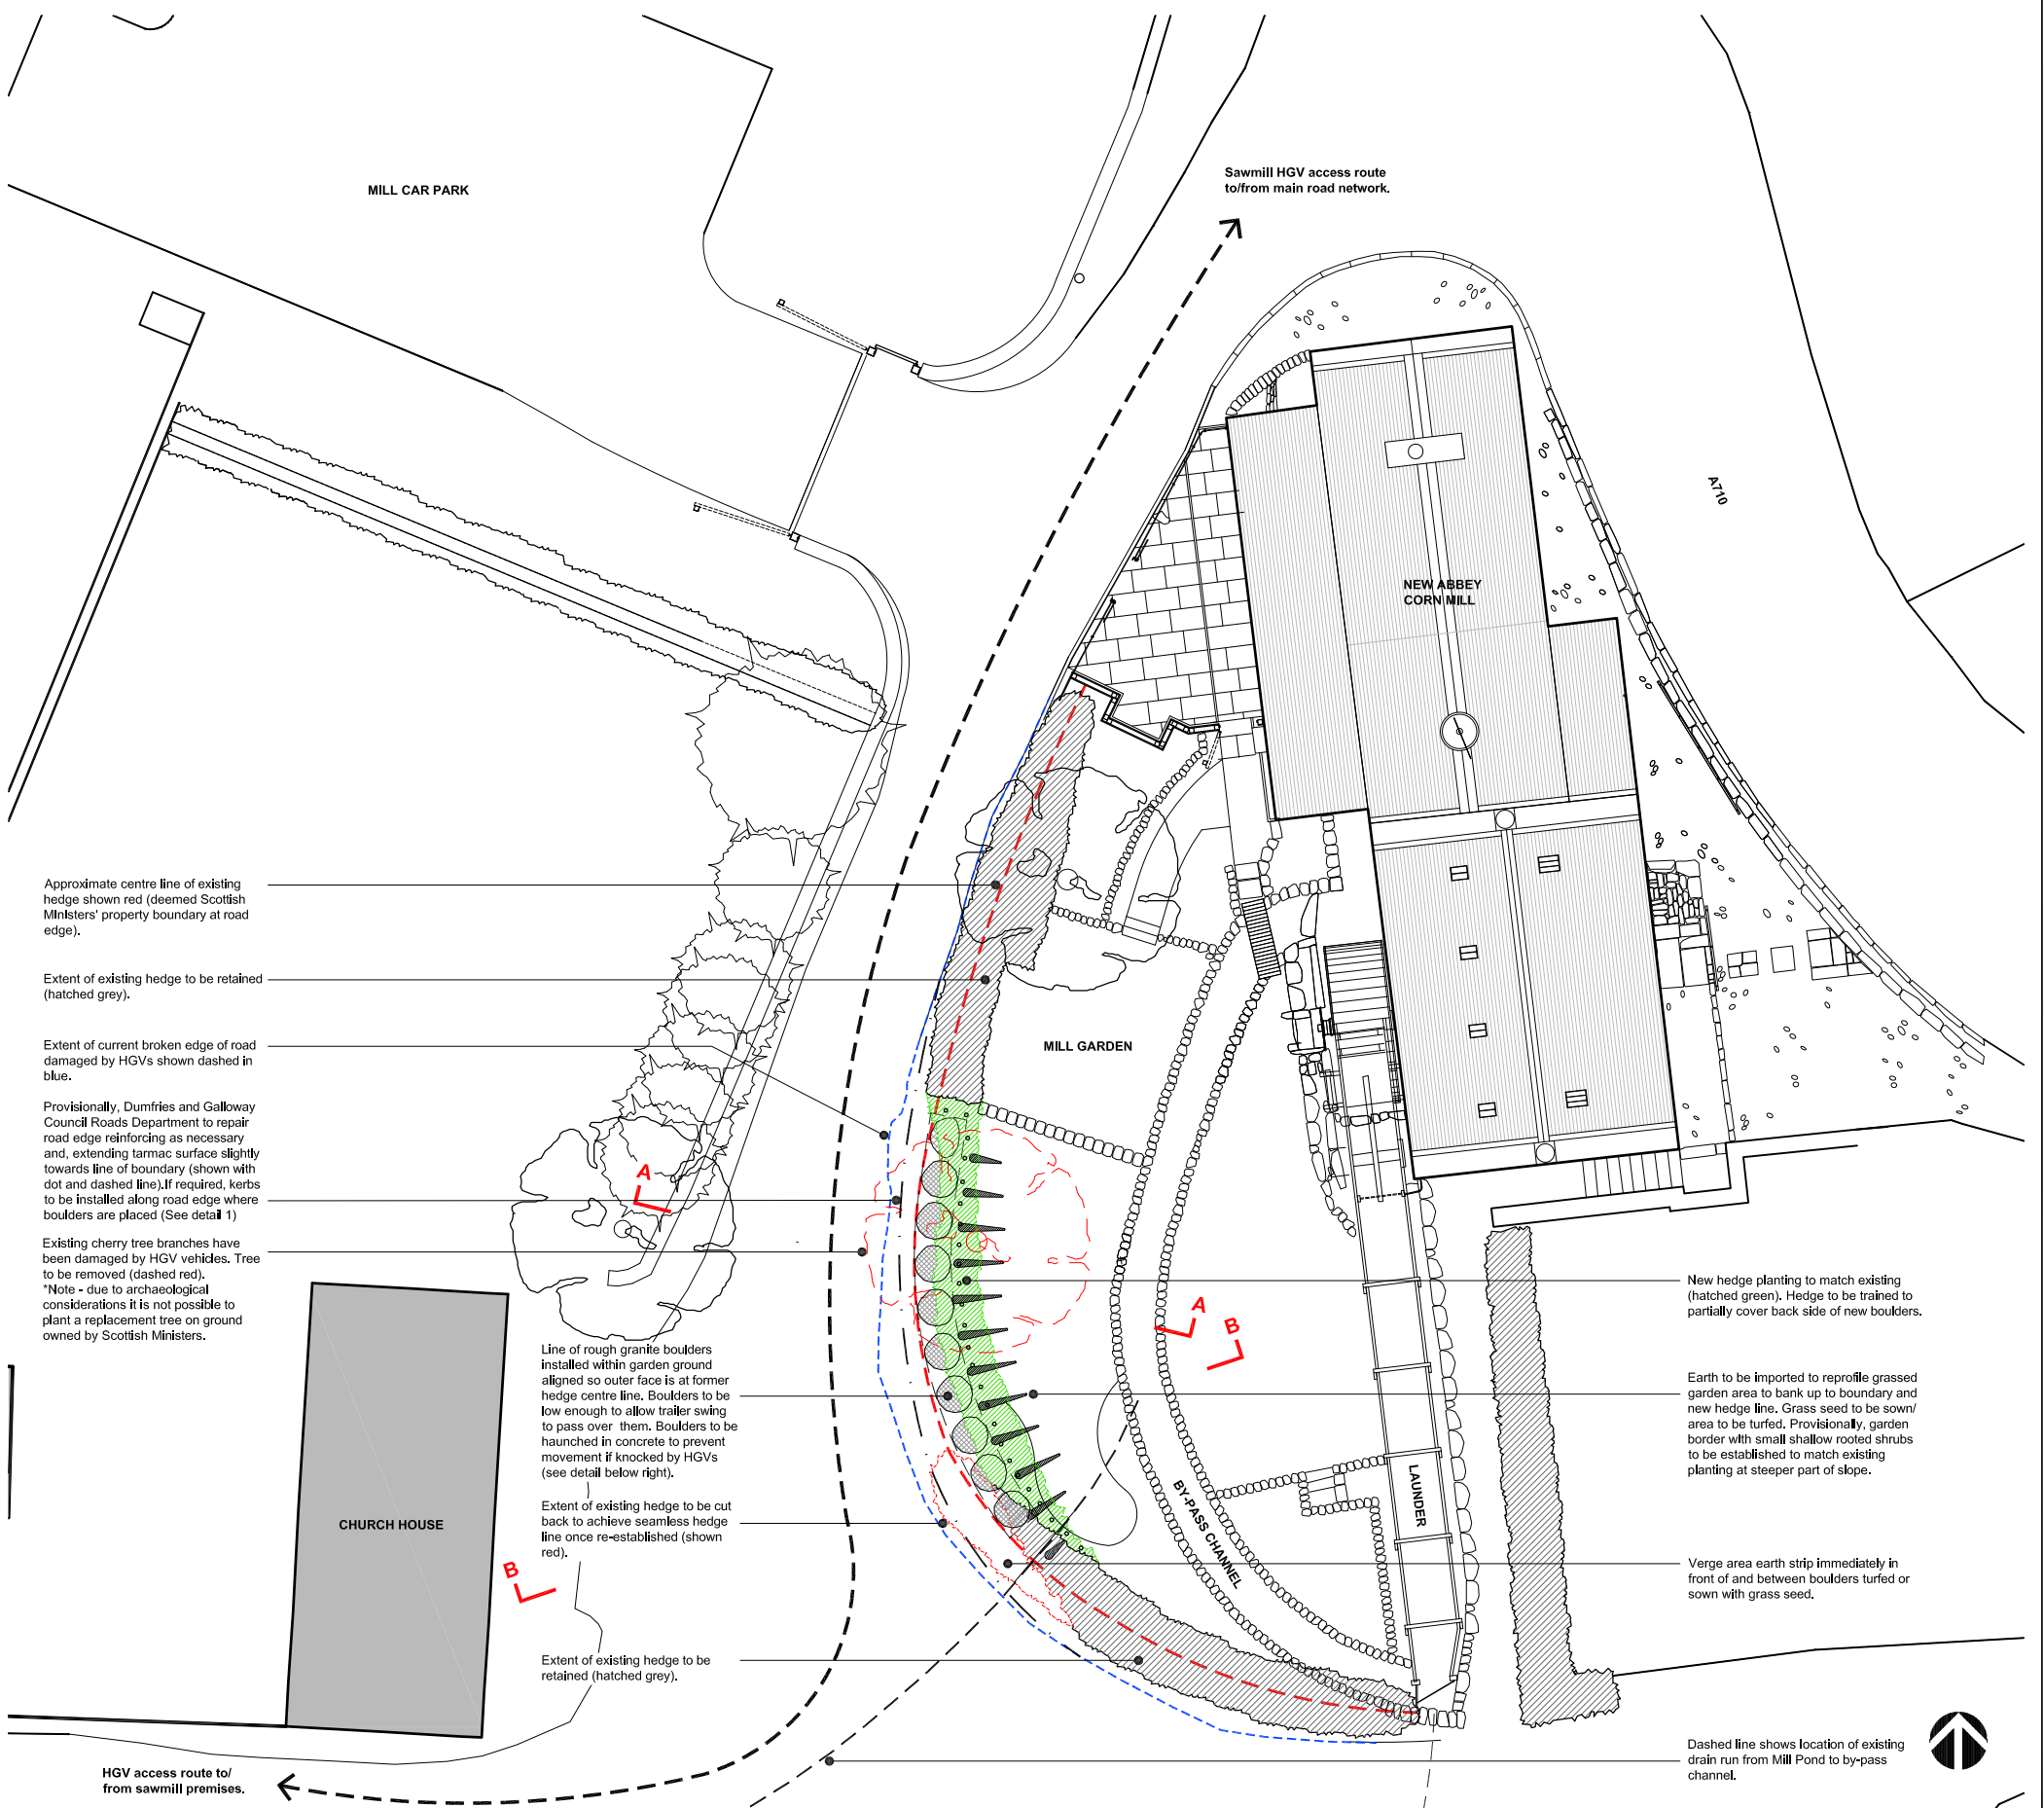 MILL CAR PARK
Sawmill HGV access route
to/from main road network.
A710
NEW ABBEY
CORN MILL
Approximate centre line of existing
hedge shown red (deemed Scottish
Ministers' property boundary at road
edge).
Extent of existing hedge to be retained
(hatched grey).
Extent of current broken edge of road
damaged by HGVs shown dashed in
blue.
MILL GARDEN
Provisionally, Dumfries and Galloway
Council Roads Department to repair
road edge reinforcing as necessary
and, extending tarmac surface slightly
towards line of boundary (shown with
dot and dashed line).If required, kerbs
to be installed along road edge where
boulders are placed (See detail 1)
A
Existing cherry tree branches have
been damaged by HGV vehicles. Tree
to be removed (dashed red).
*Note - due to archaeological
considerations it is not possible to
plant a replacement tree on ground
owned by Scottish Ministers.
A
B
New hedge planting to match existing
(hatched green). Hedge to be trained to
partially cover back side of new boulders.
Line of rough granite boulders
installed within garden ground
aligned so outer face is at former
hedge centre line. Boulders to be
low enough to allow trailer swing
to pass over them. Boulders to be
haunched in concrete to prevent
movement if knocked by HGVs
(see detail below right).
Earth to be imported to reprofile grassed
garden area to bank up to boundary and
new hedge line. Grass seed to be sown/
area to be turfed. Provisionally, garden
border with small shallow rooted shrubs
to be established to match existing
planting at steeper part of slope.
LAUNDER
BY-PASS CHANNEL
CHURCH HOUSE
Extent of existing hedge to be cut
back to achieve seamless hedge
line once re-established (shown
red).
B
Verge area earth strip immediately in
front of and between boulders turfed or
sown with grass seed.
Extent of existing hedge to be
retained (hatched grey).
Dashed line shows location of existing
drain run from Mill Pond to by-pass
channel.
HGV access route to/
from sawmill premises.